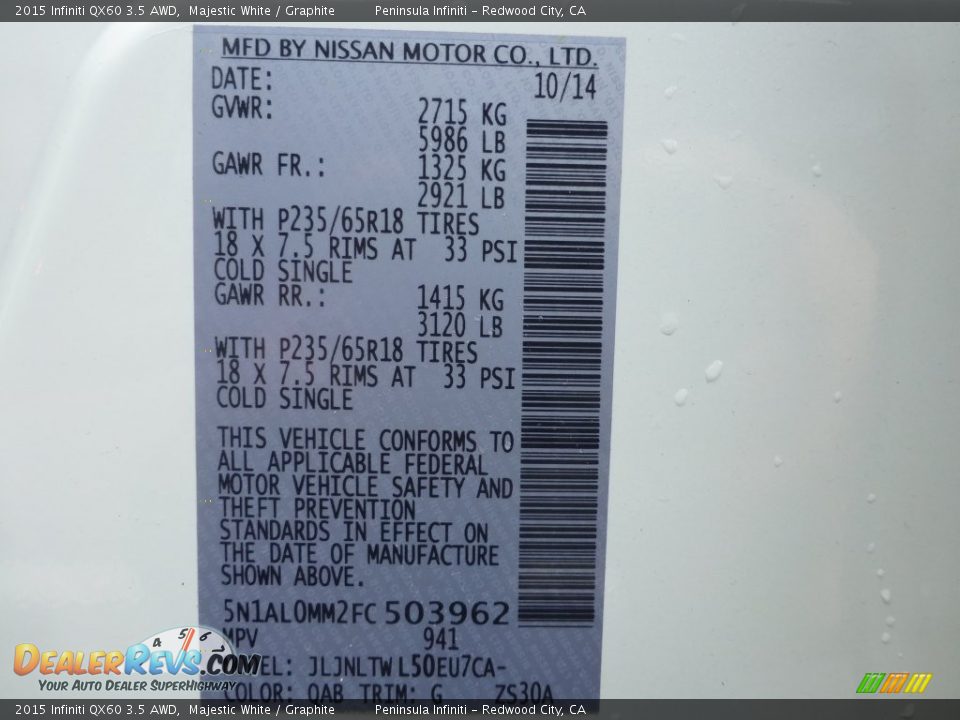 2015 Infiniti QX60 3.5 AWD, Majestic White / Graphite Peninsula Infiniti - Redwood City, CA
MFD BY NISSAN MOTOR CO., LTD.
DATE: 10/14
GVWR: 2715 KG
5986 LB
GAWR FR.: 1325 KG
2921 LB
WITH P235/65R18 TIRES
18 X 7.5 RIMS AT 33 PSI
COLD SINGLE
GAWR RR.: 1415 KG
3120 LB
WITH P235/65R18 TIRES
18 X 7.5 RIMS AT 33 PSI
COLD SINGLE
THIS VEHICLE CONFORMS TO
ALL APPLICABLE FEDERAL
MOTOR VEHICLE SAFETY AND
THEFT PREVENTION
STANDARDS IN EFFECT ON
THE DATE OF MANUFACTURE
SHOWN ABOVE.
5N1AL0MM2FC 503962
MPV 941
JLJNLTW L50EU7CA-
COLOR: QAB TRIM: G ZS30A
4 5 6
DEALERREVS.COM
YOUR AUTO DEALER SUPERHIGHWAY
2015 Infiniti QX60 3.5 AWD, Majestic White / Graphite Peninsula Infiniti - Redwood City, CA